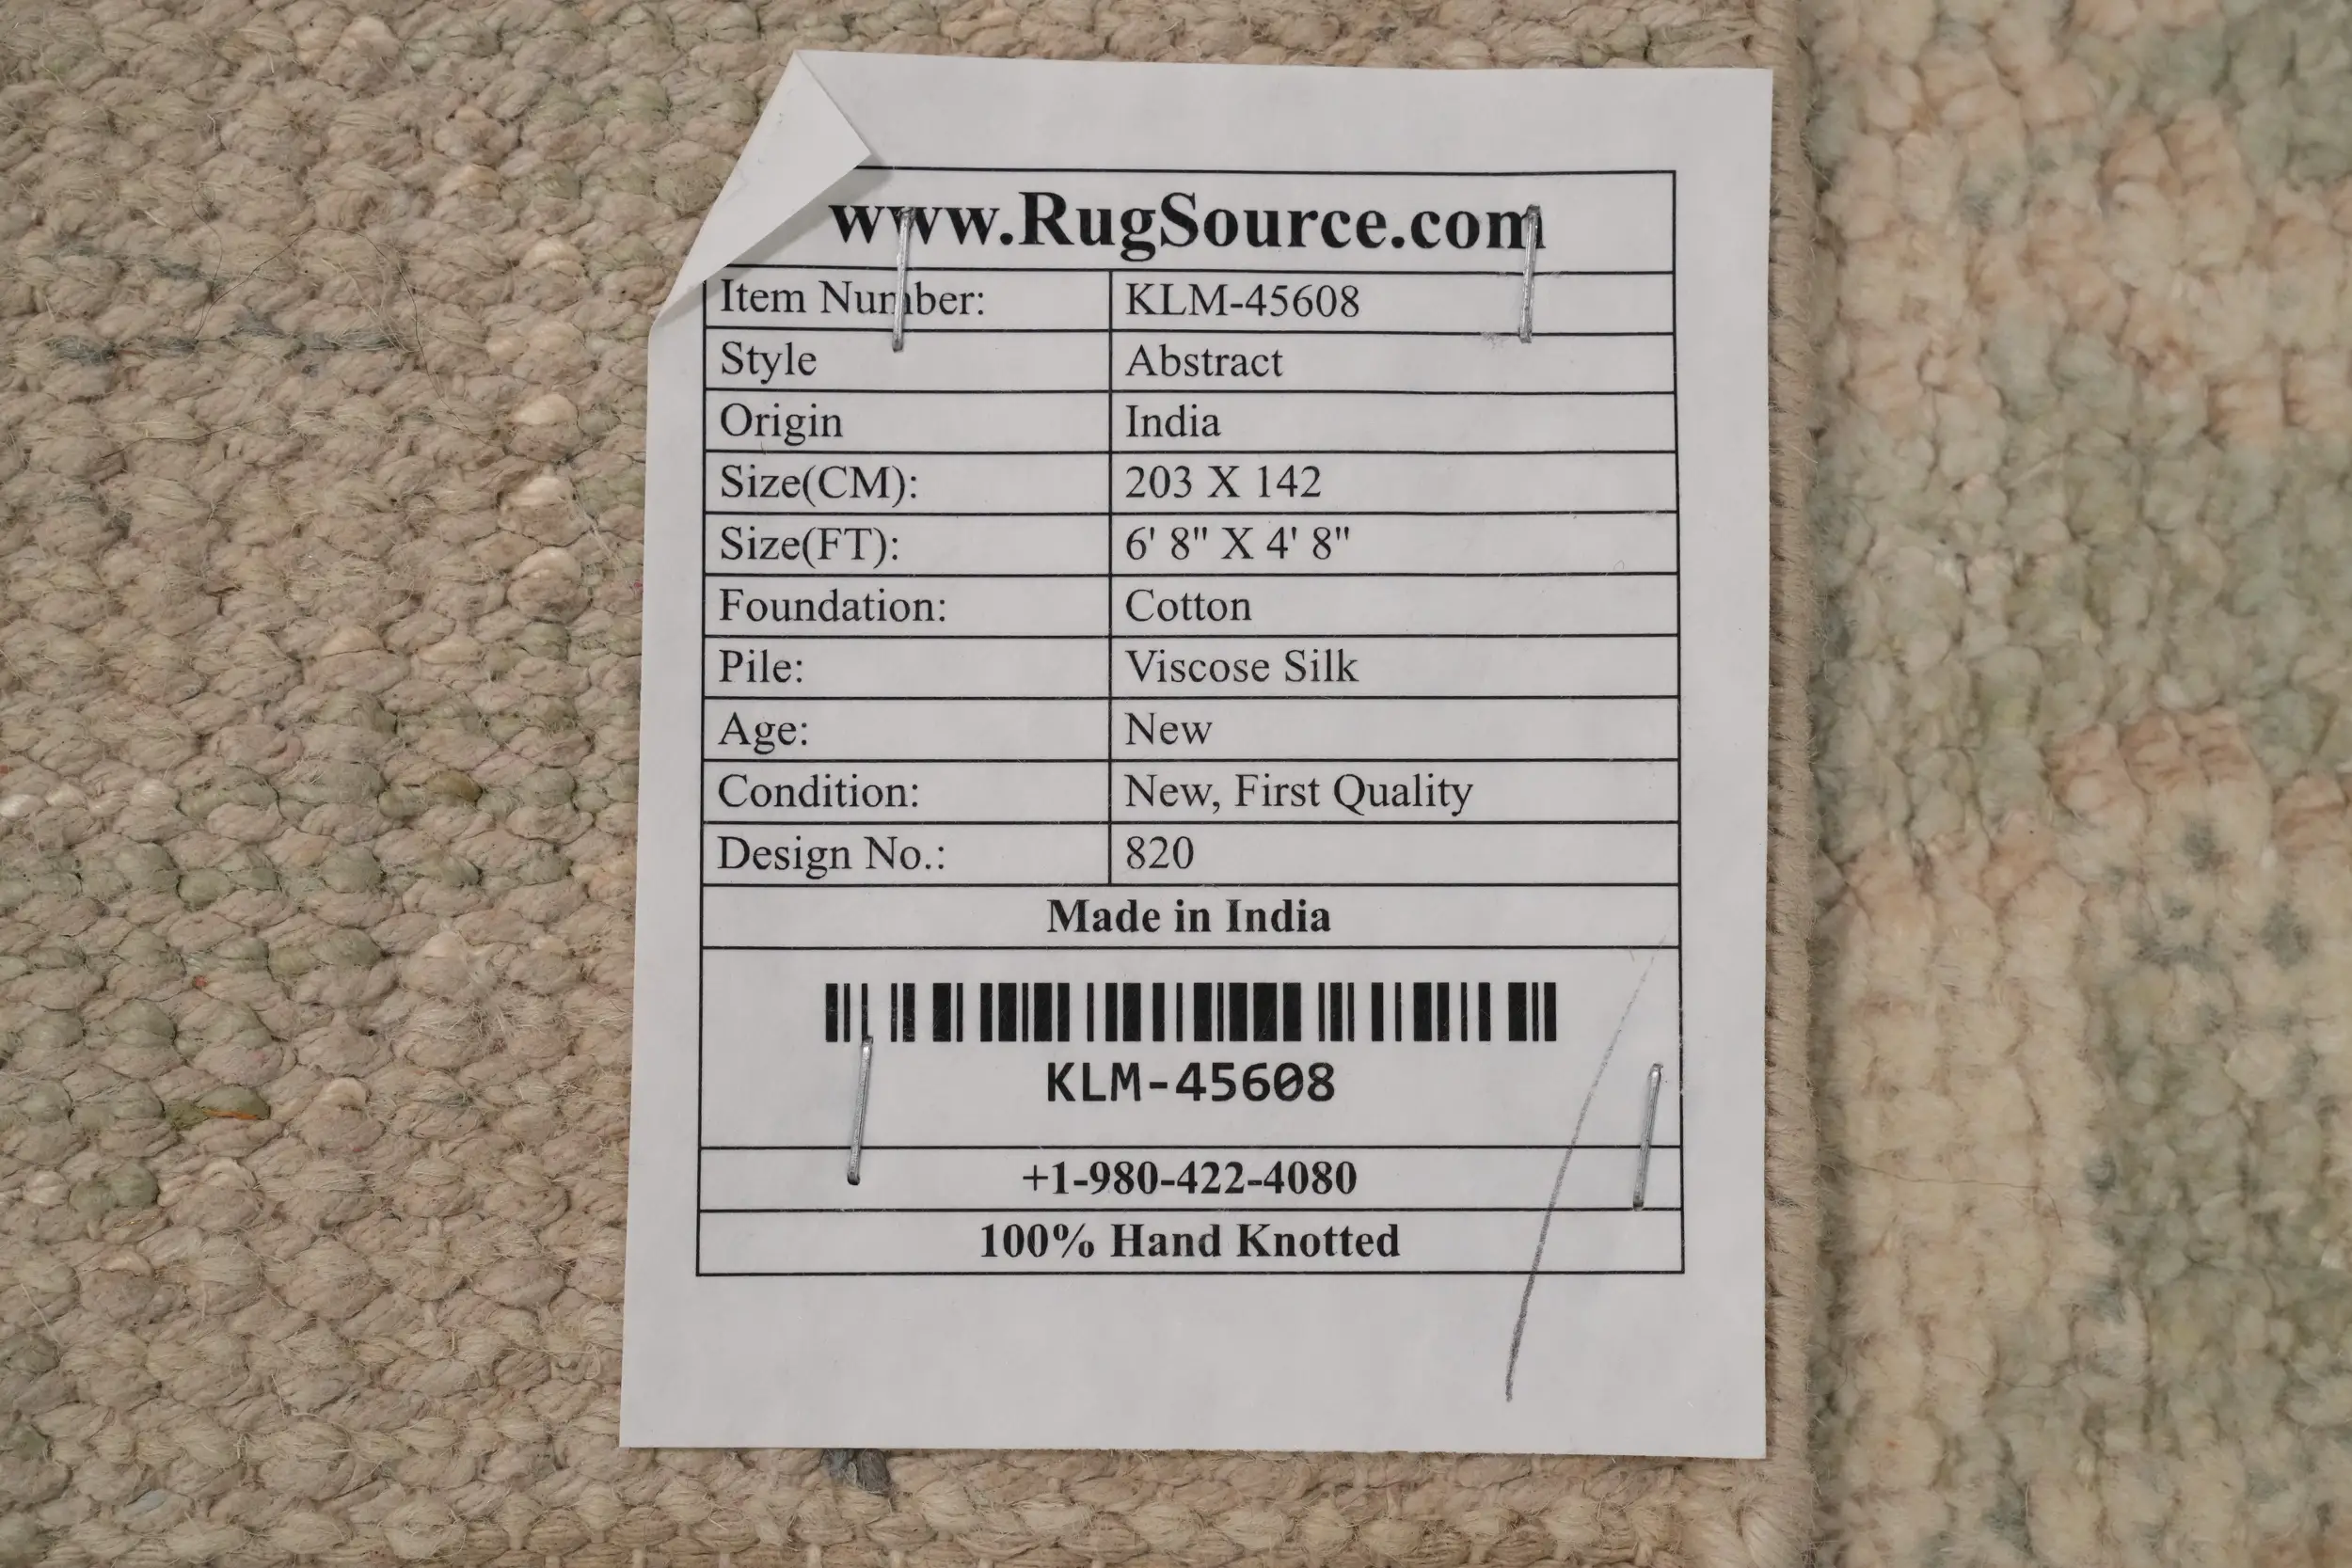 www.RugSource.com
Item Number: KLM-45608
Style Abstract
Origin India
Size(CM): 203 X 142
Size(FT): 6' 8" X 4' 8"
Foundation: Cotton
Pile: Viscose Silk
Age: New
Condition: New, First Quality
Design No.: 820
Made in India
KLM-45608
+1-980-422-4080
100% Hand Knotted